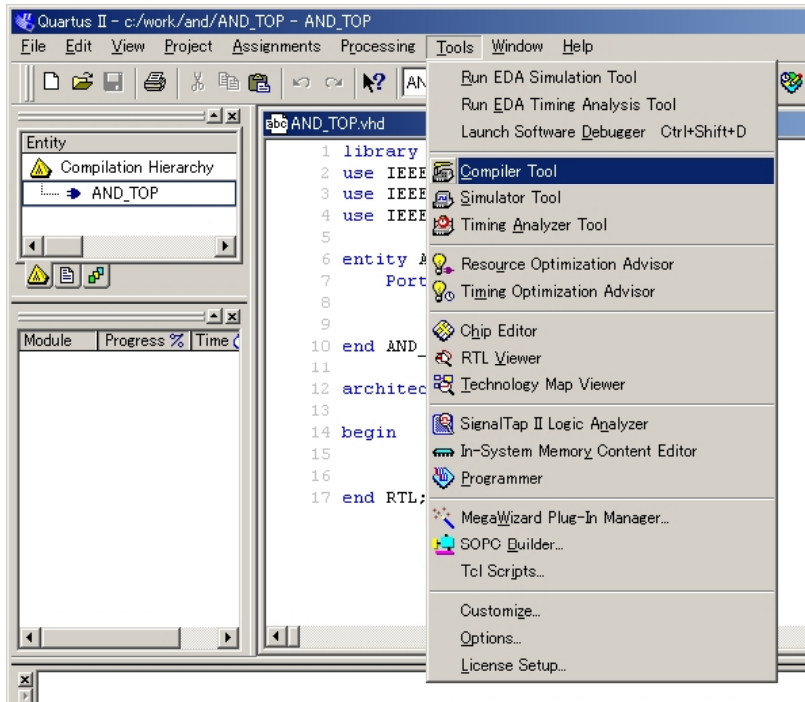 Quartus II - c:/work/and/AND_TOP - AND_TOP
File Edit View Project Assignments Processing Tools Window Help
AN
Entity
Compilation Hierarchy
AND_TOP
Module Progress % Time
abc AND_TOP.vhd
1 library
2 use IEEE
3 use IEEE
4 use IEEE
5
6 entity A
7 Port
8
9
10 end AND_
11
12 architec
13
14 begin
15
16
17 end RTL;
Run EDA Simulation Tool
Run EDA Timing Analysis Tool
Launch Software Debugger Ctrl+Shift+D
Compiler Tool
Simulator Tool
Timing Analyzer Tool
Resource Optimization Advisor
Timing Optimization Advisor
Chip Editor
RTL Viewer
Technology Map Viewer
SignalTap II Logic Analyzer
In-System Memory Content Editor
Programmer
MegaWizard Plug-In Manager...
SOPC Builder...
Tcl Scripts...
Customize...
Options...
License Setup...